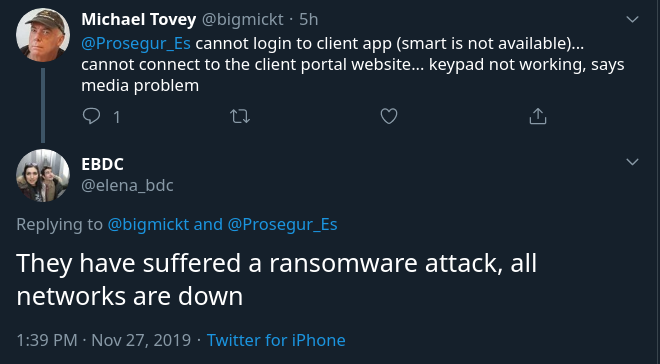 Michael Tovey @bigmickt · 5h
@Prosegur_Es cannot login to client app (smart is not available)...
cannot connect to the client portal website... keypad not working, says
media problem
1
EBDC
@elena_bdc
Replying to @bigmickt and @Prosegur_Es
They have suffered a ransomware attack, all
networks are down
1:39 PM · Nov 27, 2019 · Twitter for iPhone